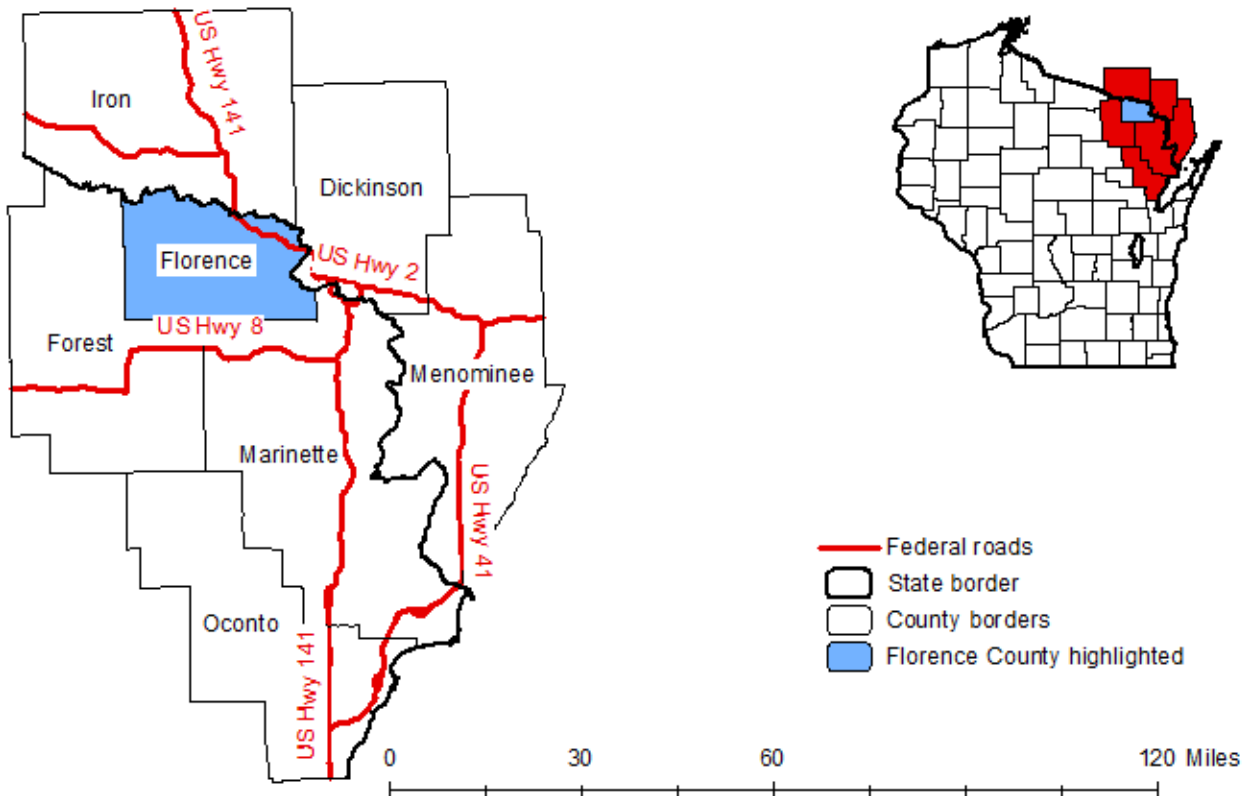 US Hwy 141
Iron
Dickinson
Florence
US Hwy 2
US Hwy 8
Forest
Menominee
Marinette
US Hwy 41
Oconto
US Hwy 141
Federal roads
State border
County borders
Florence County highlighted
0 30 60 120 Miles